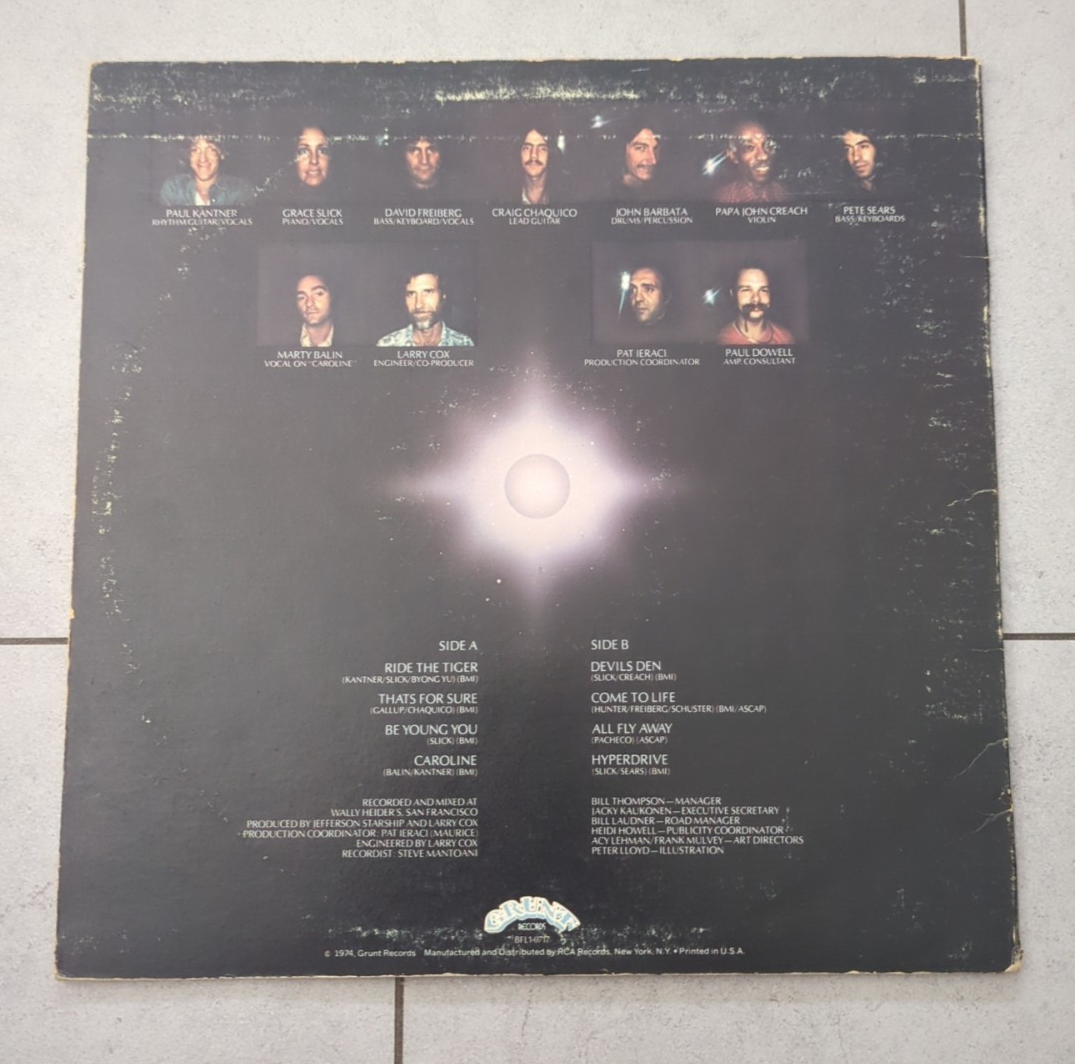 PAUL KANTNER
RHYTHM GUITAR/VOCALS
GRACE SLICK
PIANO/VOCALS
DAVID FREIBERG
BASS/KEYBOARD/VOCALS
CRAIG CHAQUICO
LEAD GUITAR
JOHN BARBATA
DRUMS/PERCUSSION
PAPA JOHN CREACH
VIOLIN
PETE SEARS
BASS/KEYBOARDS
MARTY BALIN
VOCAL ON "CAROLINE"
LARRY COX
ENGINEER/CO-PRODUCER
PAT IERACI
PRODUCTION COORDINATOR
PAUL DOWELL
AMP. CONSULTANT
SIDE A
RIDE THE TIGER
(KANTNER/SLICK/BYONG YU) (BMI)
THATS FOR SURE
(GALLUP/CHAQUICO) (BMI)
BE YOUNG YOU
(SLICK) (BMI)
CAROLINE
(BALIN/KANTNER) (BMI)
RECORDED AND MIXED AT
WALLY HEIDER'S, SAN FRANCISCO
PRODUCED BY JEFFERSON STARSHIP AND LARRY COX
PRODUCTION COORDINATOR: PAT IERACI (MAURICE)
ENGINEERED BY LARRY COX
RECORDIST: STEVE MANTOANI
SIDE B
DEVILS DEN
(SLICK/CREACH) (BMI)
COME TO LIFE
(HUNTER/FREIBERG/SCHUSTER) (BMI/ASCAP)
ALL FLY AWAY
(PACHECO) (ASCAP)
HYPERDRIVE
(SLICK/SEARS) (BMI)
BILL THOMPSON—MANAGER
JACKY KAUKONEN—EXECUTIVE SECRETARY
BILL LAUDNER—ROAD MANAGER
HEIDI HOWELL—PUBLICITY COORDINATOR
ACY LEHMAN/FRANK MULVEY—ART DIRECTORS
PETER LLOYD—ILLUSTRATION
GRUNT
RECORDS
BFL1-0717
© 1974, Grunt Records Manufactured and Distributed by RCA Records, New York, N.Y. • Printed in U.S.A.